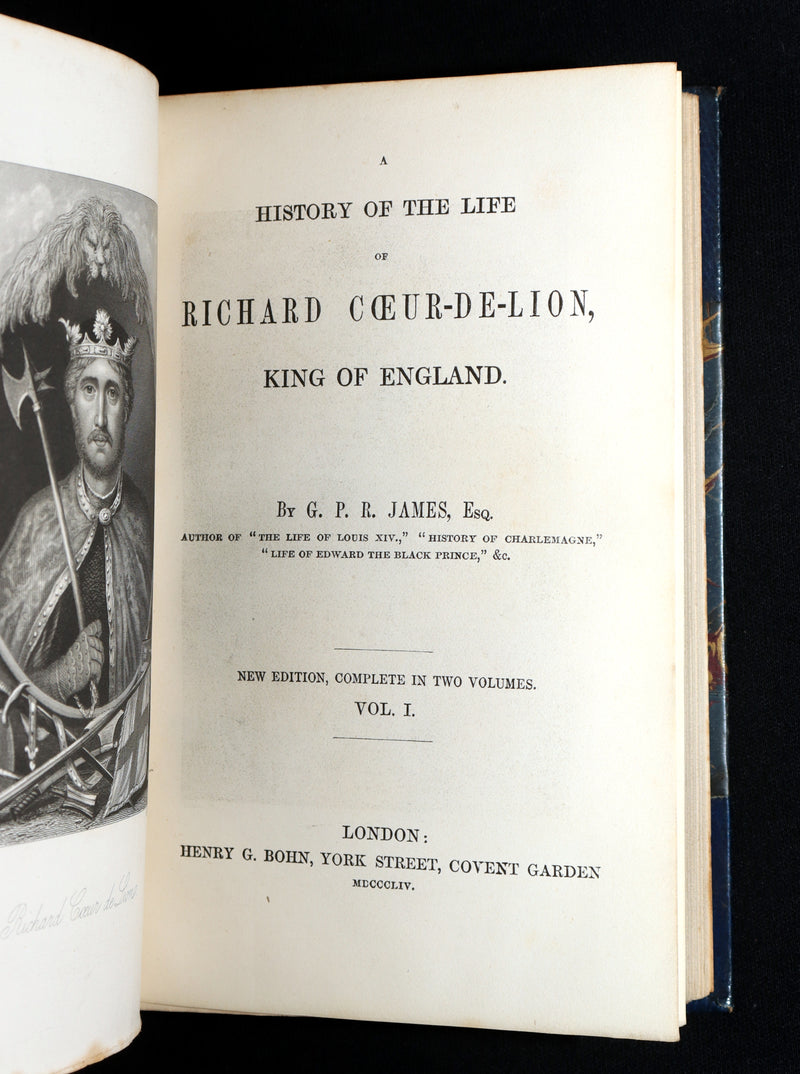 Richard Cœur de Lion
A
HISTORY OF THE LIFE
OF
RICHARD CŒUR-DE-LION,
KING OF ENGLAND.
BY G. P. R. JAMES, ESQ.
AUTHOR OF “THE LIFE OF LOUIS XIV.,” “HISTORY OF CHARLEMAGNE,”
“LIFE OF EDWARD THE BLACK PRINCE,” &c.
NEW EDITION, COMPLETE IN TWO VOLUMES.
VOL. I.
LONDON:
HENRY G. BOHN, YORK STREET, COVENT GARDEN
MDCCCLIV.